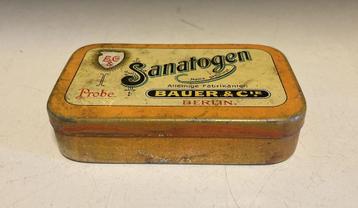 Sanatogen
Probe
Alleinige Fabrikanten
BAUER & Cie
BERLIN.